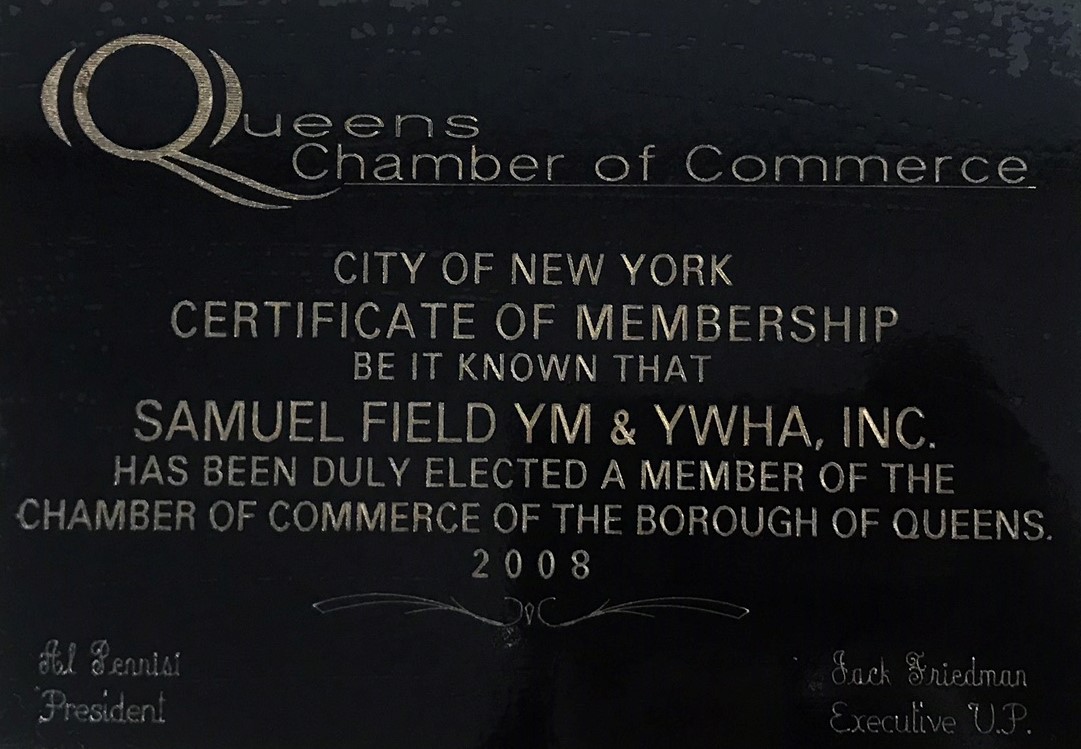 Queens
Chamber of Commerce
CITY OF NEW YORK
CERTIFICATE OF MEMBERSHIP
BE IT KNOWN THAT
SAMUEL FIELD YM & YWHA, INC.
HAS BEEN DULY ELECTED A MEMBER OF THE
CHAMBER OF COMMERCE OF THE BOROUGH OF QUEENS.
2008
Al Pennisi
President
Jack Friedman
Executive V.P.